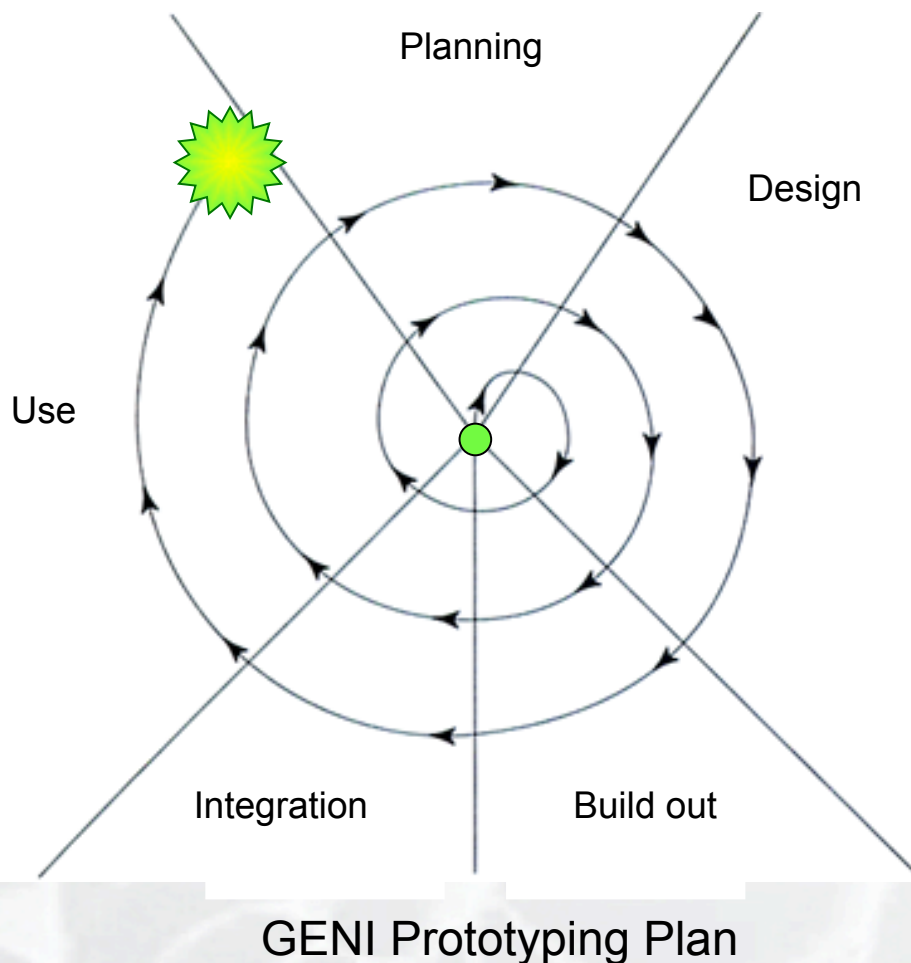 Planning
Design
Use
Integration
Build out
GENI Prototyping Plan